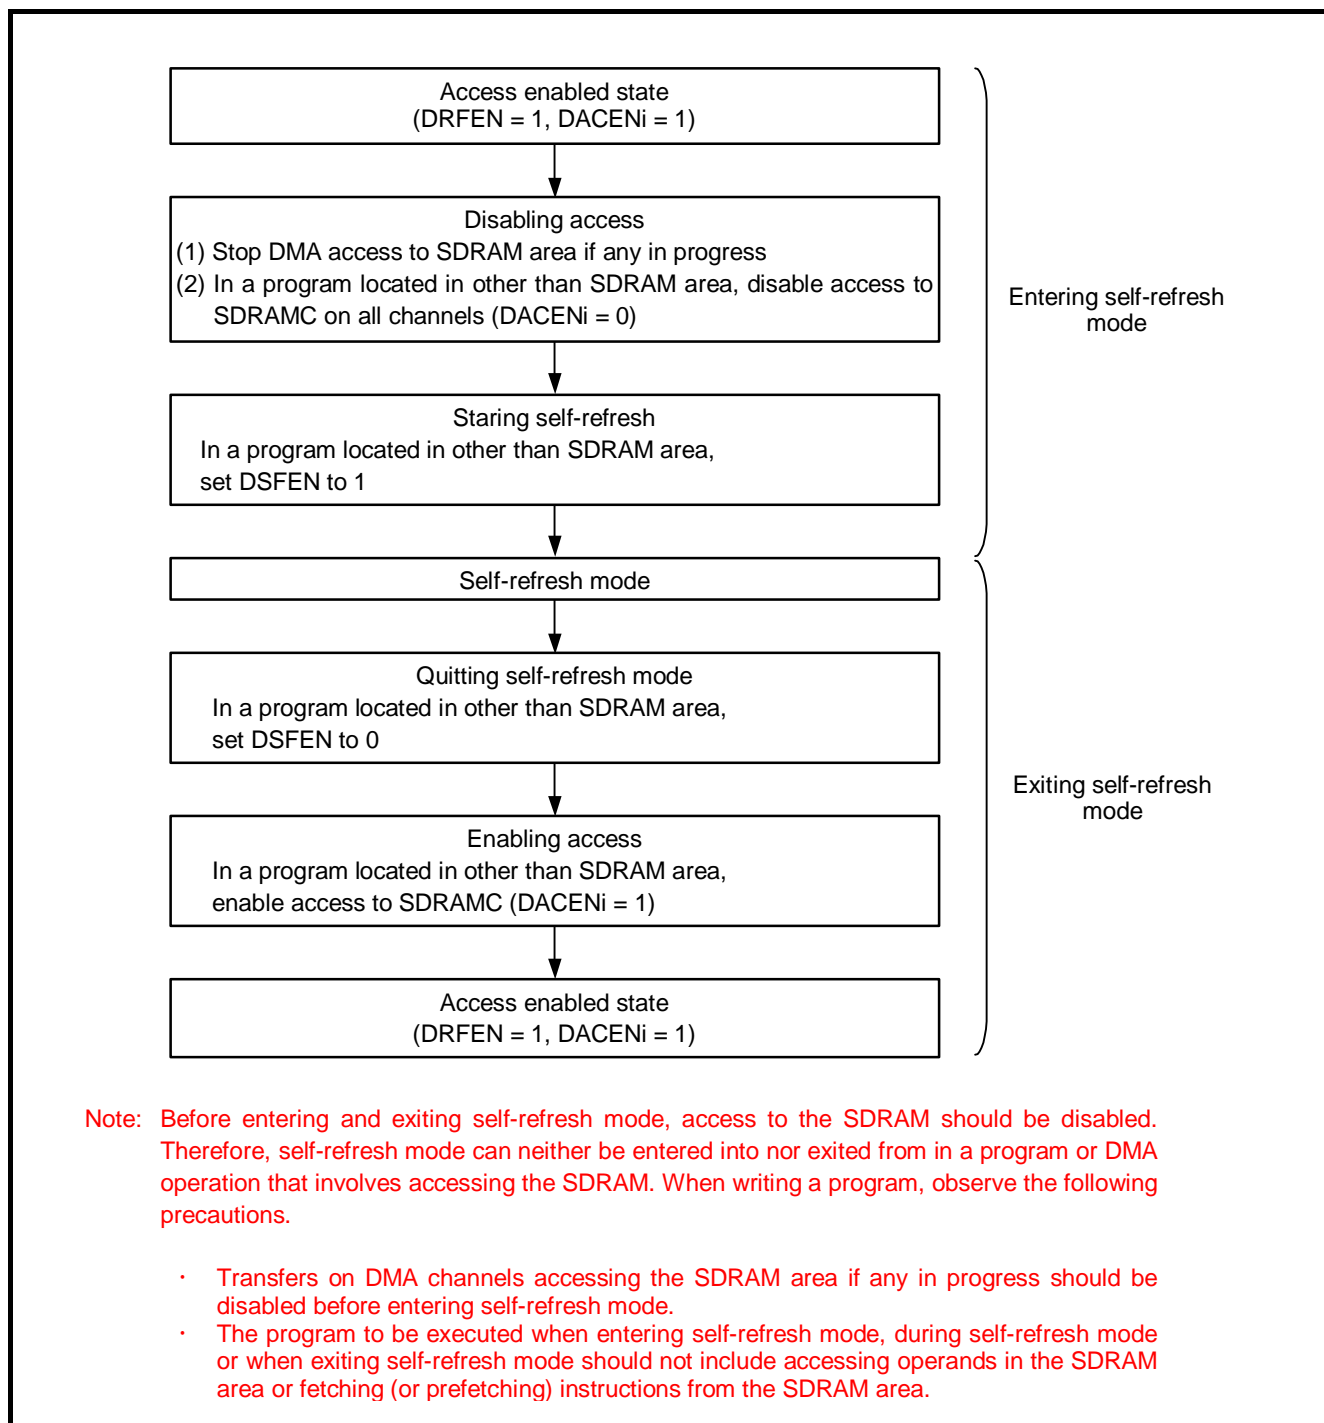 Access enabled state
(DRFEN = 1, DACENi = 1)
Disabling access
(1) Stop DMA access to SDRAM area if any in progress
(2) In a program located in other than SDRAM area, disable access to
SDRAMC on all channels (DACENi = 0)
Entering self-refresh
mode
Staring self-refresh
In a program located in other than SDRAM area,
set DSFEN to 1
Self-refresh mode
Quitting self-refresh mode
In a program located in other than SDRAM area,
set DSFEN to 0
Exiting self-refresh
mode
Enabling access
In a program located in other than SDRAM area,
enable access to SDRAMC (DACENi = 1)
Access enabled state
(DRFEN = 1, DACENi = 1)
Note: Before entering and exiting self-refresh mode, access to the SDRAM should be disabled.
Therefore, self-refresh mode can neither be entered into nor exited from in a program or DMA
operation that involves accessing the SDRAM. When writing a program, observe the following
precautions.
・ Transfers on DMA channels accessing the SDRAM area if any in progress should be
disabled before entering self-refresh mode.
・ The program to be executed when entering self-refresh mode, during self-refresh mode
or when exiting self-refresh mode should not include accessing operands in the SDRAM
area or fetching (or prefetching) instructions from the SDRAM area.